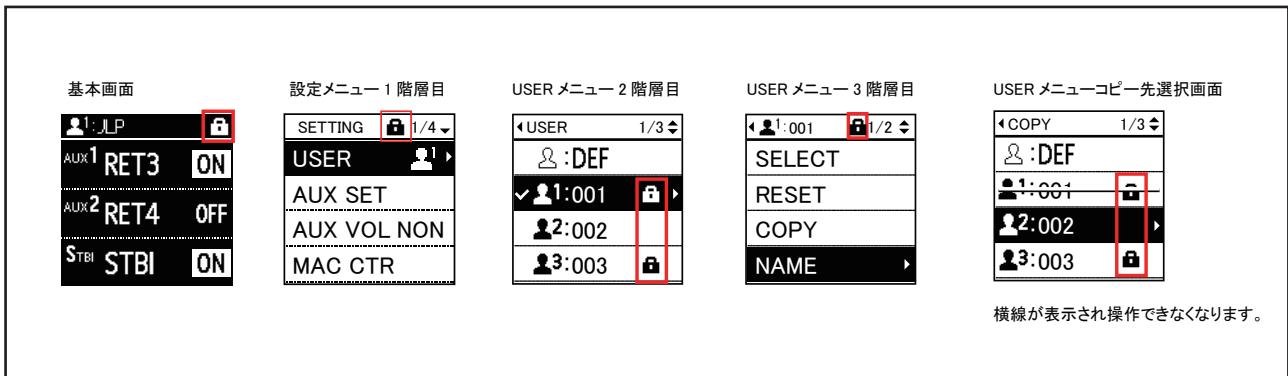 基本画面
1:JLP
AUX1 RET3 ON
AUX2 RET4 OFF
STBI STBI ON
設定メニュー 1 階層目
SETTING 1/4
USER 1
AUX SET
AUX VOL NON
MAC CTR
USER メニュー 2 階層目
USER 1/3
:DEF
1:001
2:002
3:003
USER メニュー 3 階層目
1:001 1/2
SELECT
RESET
COPY
NAME
USER メニューコピー先選択画面
COPY 1/3
:DEF
1:001
2:002
3:003
横線が表示され操作できなくなります。